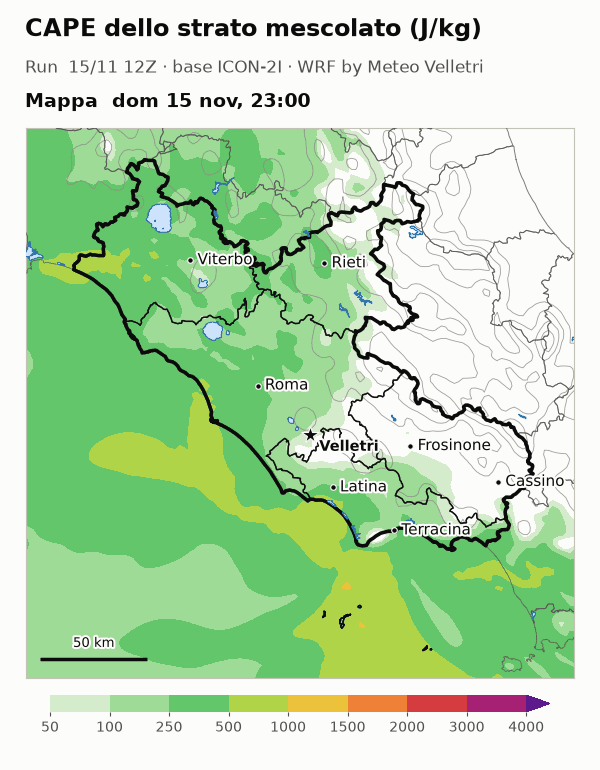 CAPE dello strato mescolato (J/kg)
Run  15/11 12Z · base ICON-2I · WRF by Meteo Velletri
Mappa  dom 15 nov, 23:00
Viterbo
Rieti
Roma
Velletri
Frosinone
Cassino
Latina
Terracina
50 km
50 100 250 500 1000 1500 2000 3000 4000